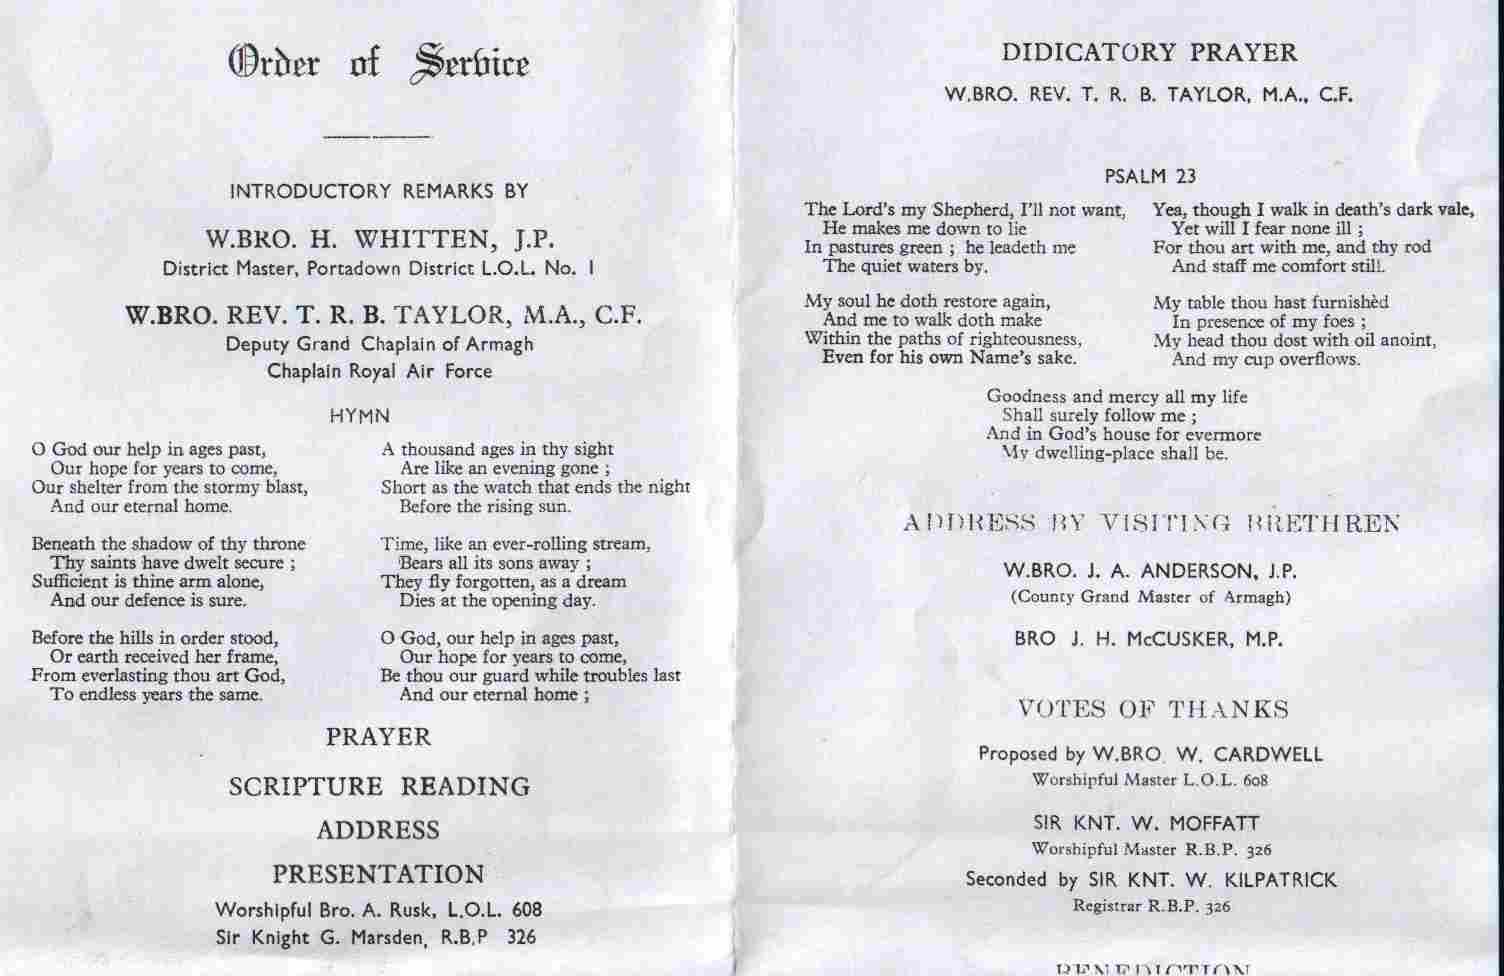 Order of Service
INTRODUCTORY REMARKS BY
W.BRO. H. WHITTEN, J.P.
District Master, Portadown District L.O.L. No. 1
W.BRO. REV. T. R. B. TAYLOR, M.A., C.F.
Deputy Grand Chaplain of Armagh
Chaplain Royal Air Force
HYMN
O God our help in ages past,
Our hope for years to come,
Our shelter from the stormy blast,
And our eternal home.
Beneath the shadow of thy throne
Thy saints have dwelt secure ;
Sufficient is thine arm alone,
And our defence is sure.
Before the hills in order stood,
Or earth received her frame,
From everlasting thou art God,
To endless years the same.
A thousand ages in thy sight
Are like an evening gone ;
Short as the watch that ends the night
Before the rising sun.
Time, like an ever-rolling stream,
Bears all its sons away ;
They fly forgotten, as a dream
Dies at the opening day.
O God, our help in ages past,
Our hope for years to come,
Be thou our guard while troubles last
And our eternal home ;
PRAYER
SCRIPTURE READING
ADDRESS
PRESENTATION
Worshipful Bro. A. Rusk, L.O.L. 608
Sir Knight G. Marsden, R.B.P 326
DIDICATORY PRAYER
W.BRO. REV. T. R. B. TAYLOR, M.A., C.F.
PSALM 23
The Lord's my Shepherd, I'll not want,
He makes me down to lie
In pastures green ; he leadeth me
The quiet waters by.
My soul he doth restore again,
And me to walk doth make
Within the paths of righteousness,
Even for his own Name's sake.
Yea, though I walk in death's dark vale,
Yet will I fear none ill ;
For thou art with me, and thy rod
And staff me comfort still.
My table thou hast furnishèd
In presence of my foes ;
My head thou dost with oil anoint,
And my cup overflows.
Goodness and mercy all my life
Shall surely follow me ;
And in God's house for evermore
My dwelling-place shall be.
ADDRESS BY VISITING BRETHREN
W.BRO. J. A. ANDERSON, J.P.
(County Grand Master of Armagh)
BRO J. H. McCUSKER, M.P.
VOTES OF THANKS
Proposed by W.BRO. W. CARDWELL
Worshipful Master L.O.L. 608
SIR KNT. W. MOFFATT
Worshipful Master R.B.P. 326
Seconded by SIR KNT. W. KILPATRICK
Registrar R.B.P. 326
BENEDICTION